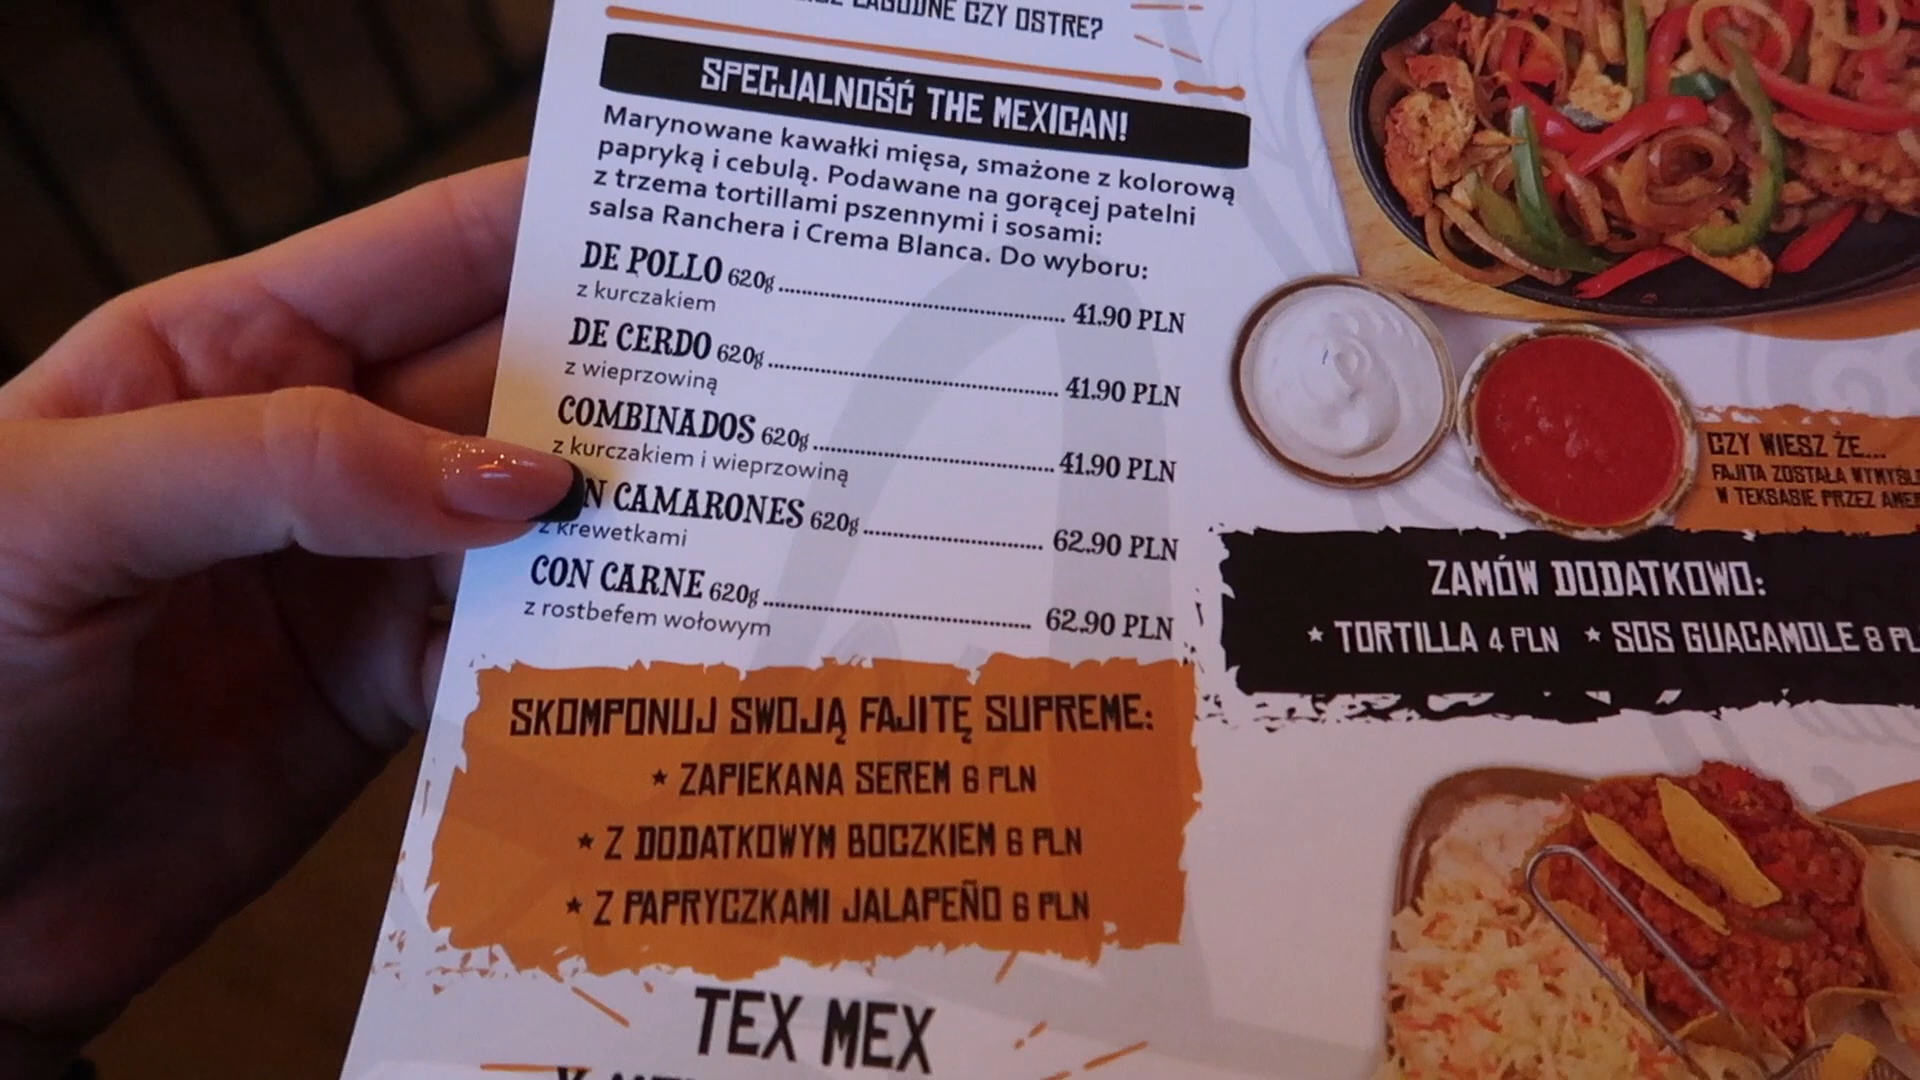 CZY OSTRE?
SPECJALNOŚĆ THE MEXICAN!
Marynowane kawałki mięsa, smażone z kolorową
papryką i cebulą. Podawane na gorącej patelni
z trzema tortillami pszennymi i sosami:
salsa Ranchera i Crema Blanca. Do wyboru:
DE POLLO 620g 41.90 PLN
z kurczakiem
DE CERDO 620g 41.90 PLN
z wieprzowiną
COMBINADOS 620g 41.90 PLN
z kurczakiem i wieprzowiną
CAMARONES 620g 62.90 PLN
z krewetkami
CON CARNE 620g 62.90 PLN
z rostbefem wołowym
SKOMPONUJ SWOJĄ FAJITĘ SUPREME:
★ ZAPIEKANA SEREM 6 PLN
★ Z DODATKOWYM BOCZKIEM 6 PLN
★ Z PAPRYCZKAMI JALAPEÑO 6 PLN
TEX MEX
CZY WIESZ ŻE...
FAJITA ZOSTAŁA
W TEKSASIE PRZEZ
ZAMÓW DODATKOWO:
★ TORTILLA 4 PLN ★ SOS GUACAMOLE 8